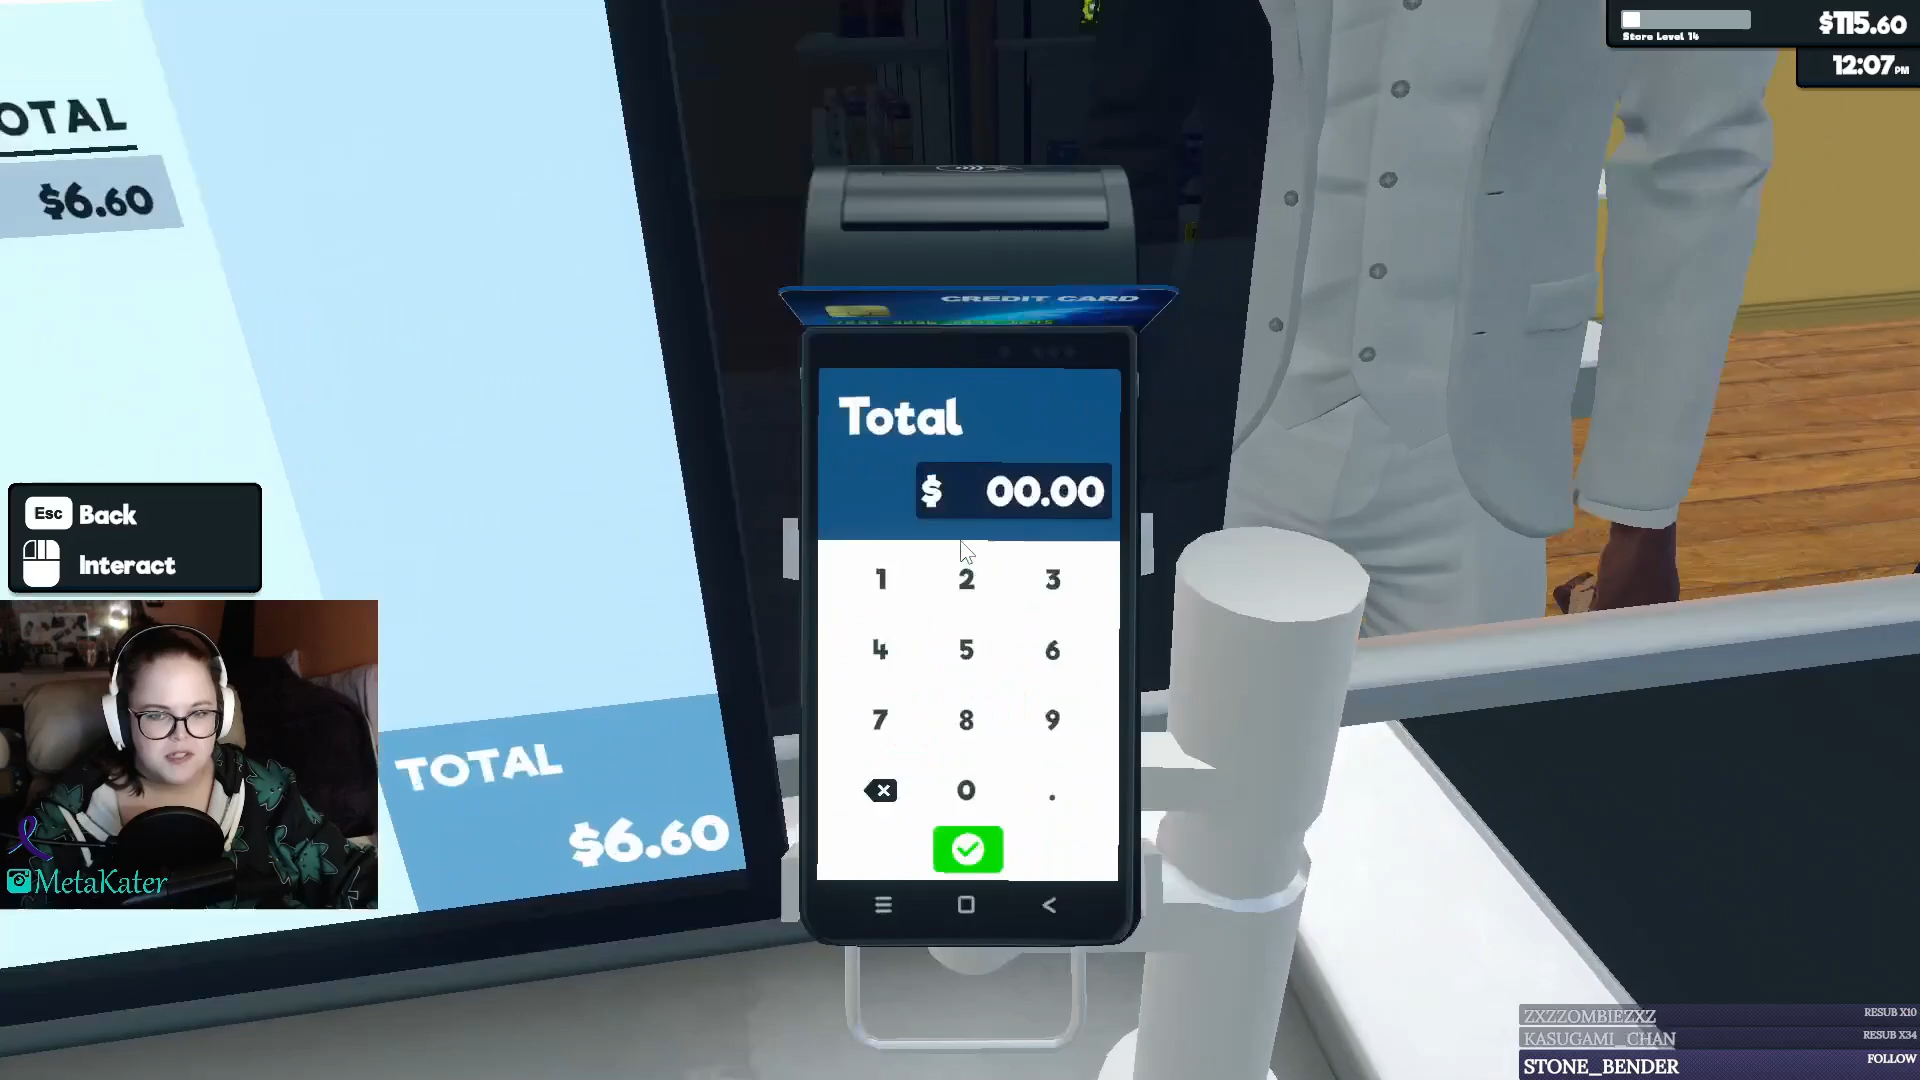 $115.60
Store Level 14
12:07PM
OTAL
$6.60
CREDIT CARD
Total
$ 00.00
1 2 3
4 5 6
7 8 9
0 .
Esc Back
Interact
TOTAL
$6.60
MetaKater
ZXZZOMBIEZXZ RESUB X10
KASUGAMI_CHAN RESUB X34
STONE_BENDER FOLLOW